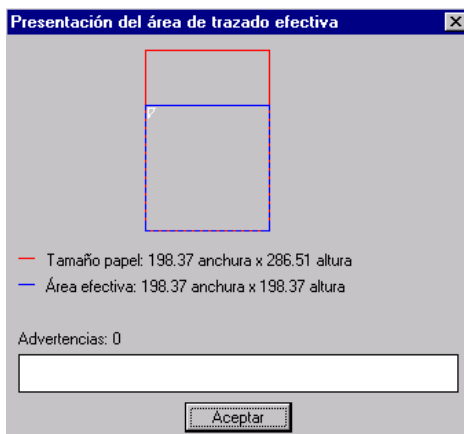 Presentación del área de trazado efectiva
Tamaño papel: 198.37 anchura x 286.51 altura
Área efectiva: 198.37 anchura x 198.37 altura
Advertencias: 0
Aceptar